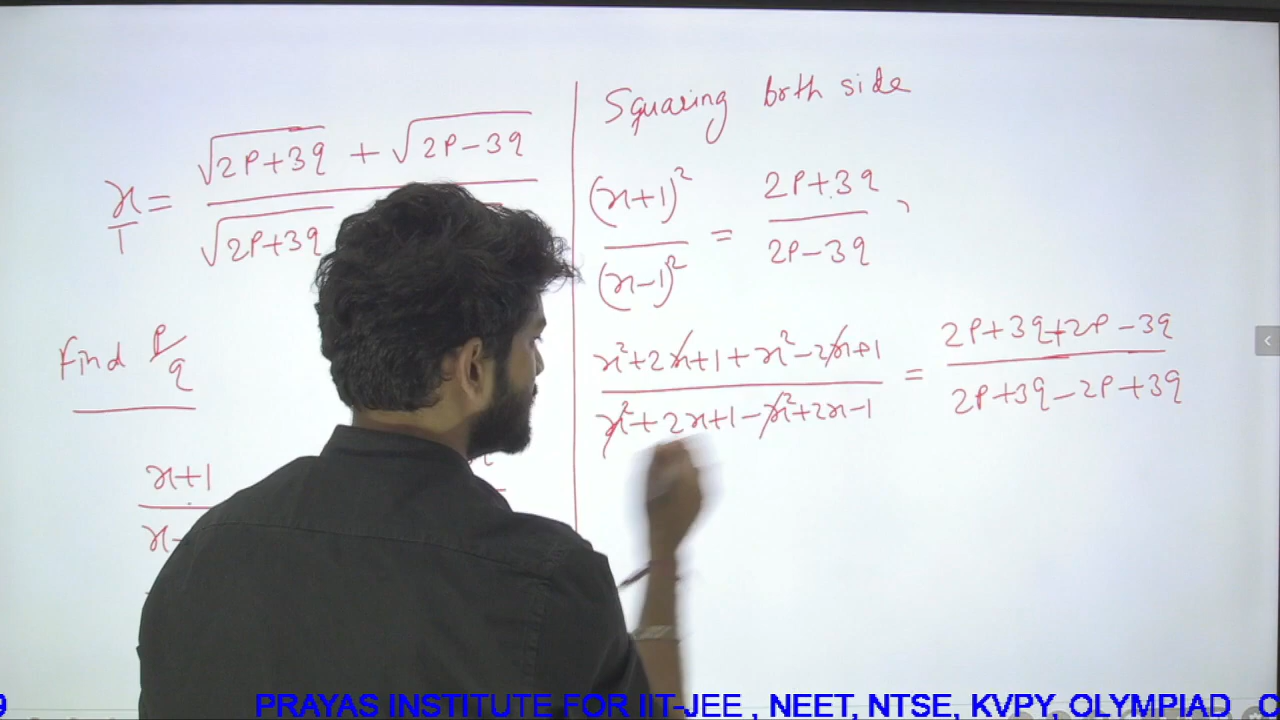 x/1 = (√2P+3q + √2P-3q) / √2P+3q
Find P/q
x+1
x-
Squaring both side
(x+1)² / (x-1)² = 2P+3q / 2P-3q ,
x²+2x+1+x²-2x+1 / x²+2x+1-x²+2x-1 = 2P+3q+2P-3q / 2P+3q-2P+3q
9 PRAYAS INSTITUTE FOR IIT-JEE , NEET, NTSE, KVPY, OLYMPIAD